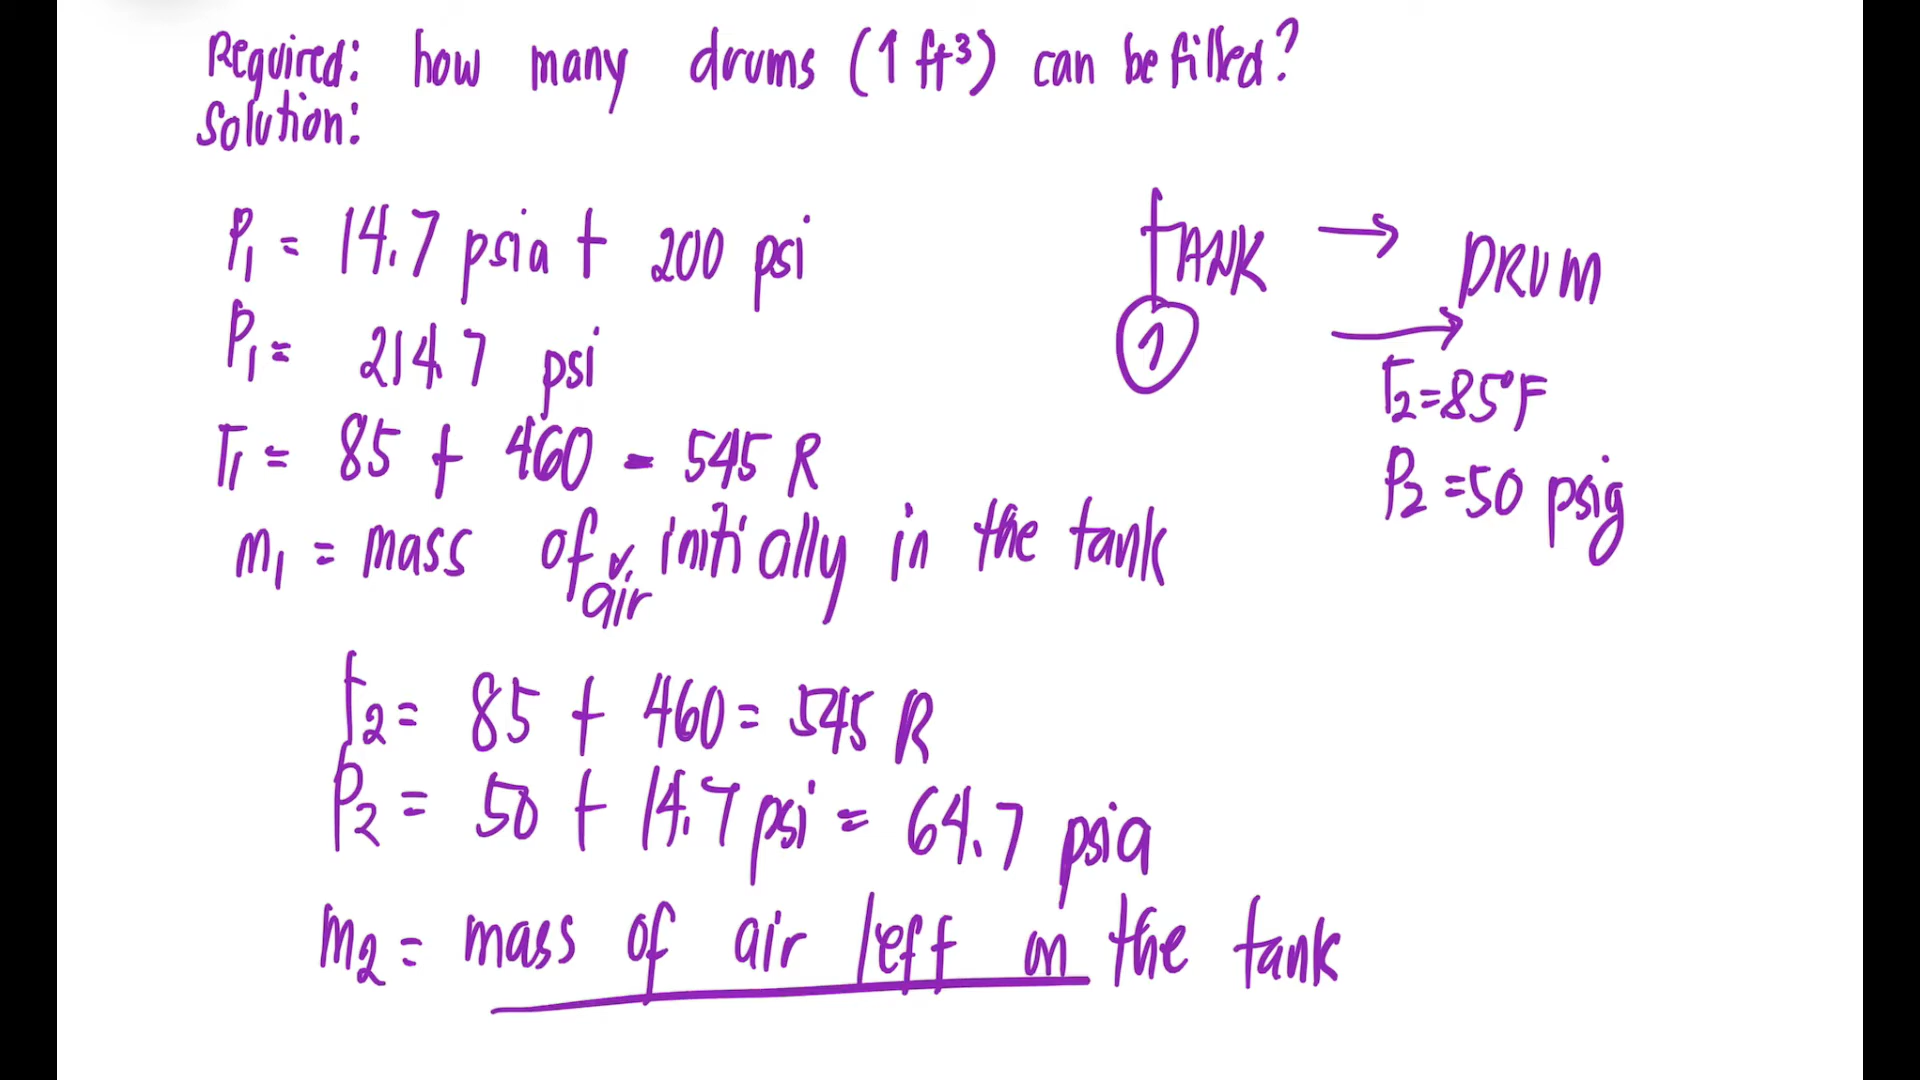 Required: how many drums (1 ft³) can be filled?
Solution:
P₁ = 14.7 psia + 200 psi
P₁ = 214.7 psi
T₁ = 85 + 460 = 545 R
m₁ = mass of air initially in the tank
T₂ = 85 + 460 = 545 R
P₂ = 50 + 14.7 psi = 64.7 psia
m₂ = mass of air left in the tank
TANK → DRUM
1 →
T₂ = 85°F
P₂ = 50 psig